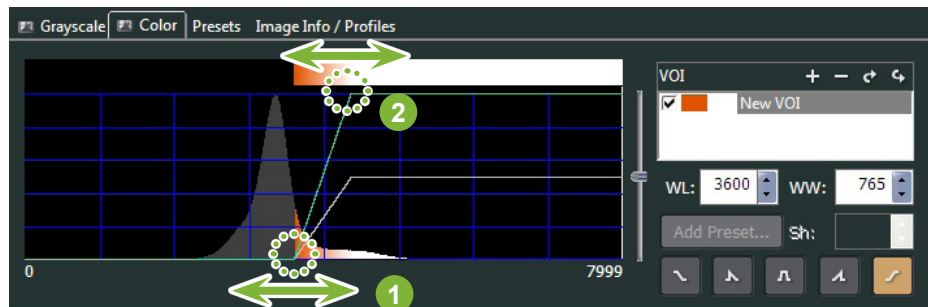 Grayscale Color Presets Image Info / Profiles
2
VOI + −
New VOI
WL: 3600 WW: 765
Add Preset... Sh:
0 7999
1